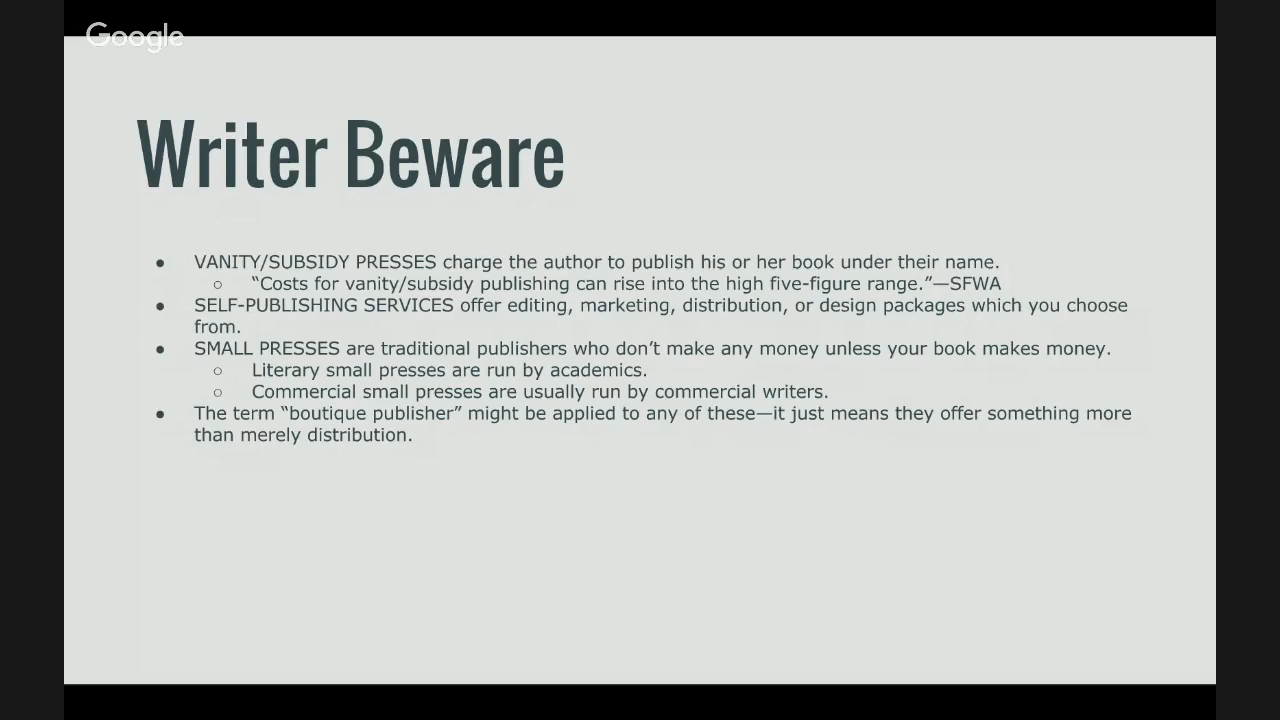 Google
Writer Beware
● VANITY/SUBSIDY PRESSES charge the author to publish his or her book under their name.
○ “Costs for vanity/subsidy publishing can rise into the high five-figure range.”—SFWA
● SELF-PUBLISHING SERVICES offer editing, marketing, distribution, or design packages which you choose
from.
● SMALL PRESSES are traditional publishers who don’t make any money unless your book makes money.
○ Literary small presses are run by academics.
○ Commercial small presses are usually run by commercial writers.
● The term “boutique publisher” might be applied to any of these—it just means they offer something more
than merely distribution.